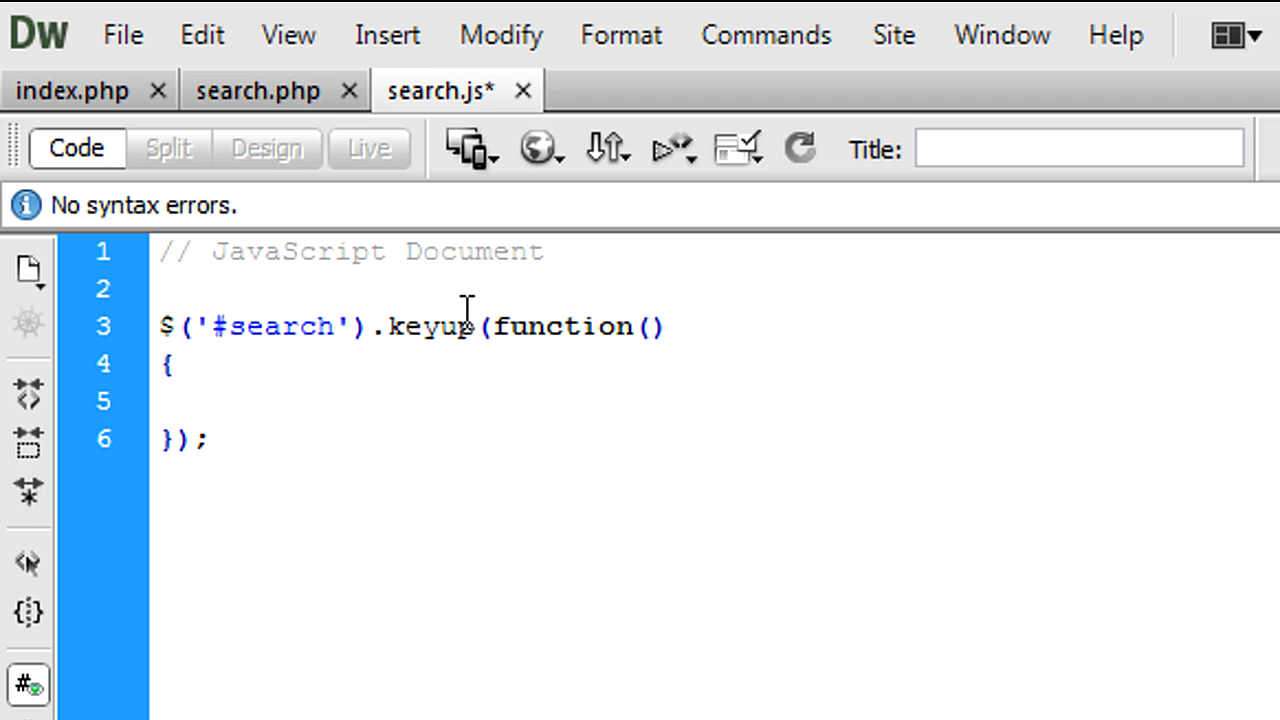 Dw File Edit View Insert Modify Format Commands Site Window Help
index.php search.php search.js*
Code Split Design Live Title:
No syntax errors.
1 // JavaScript Document
2
3 $('#search').keyup(function()
4 {
5
6 });